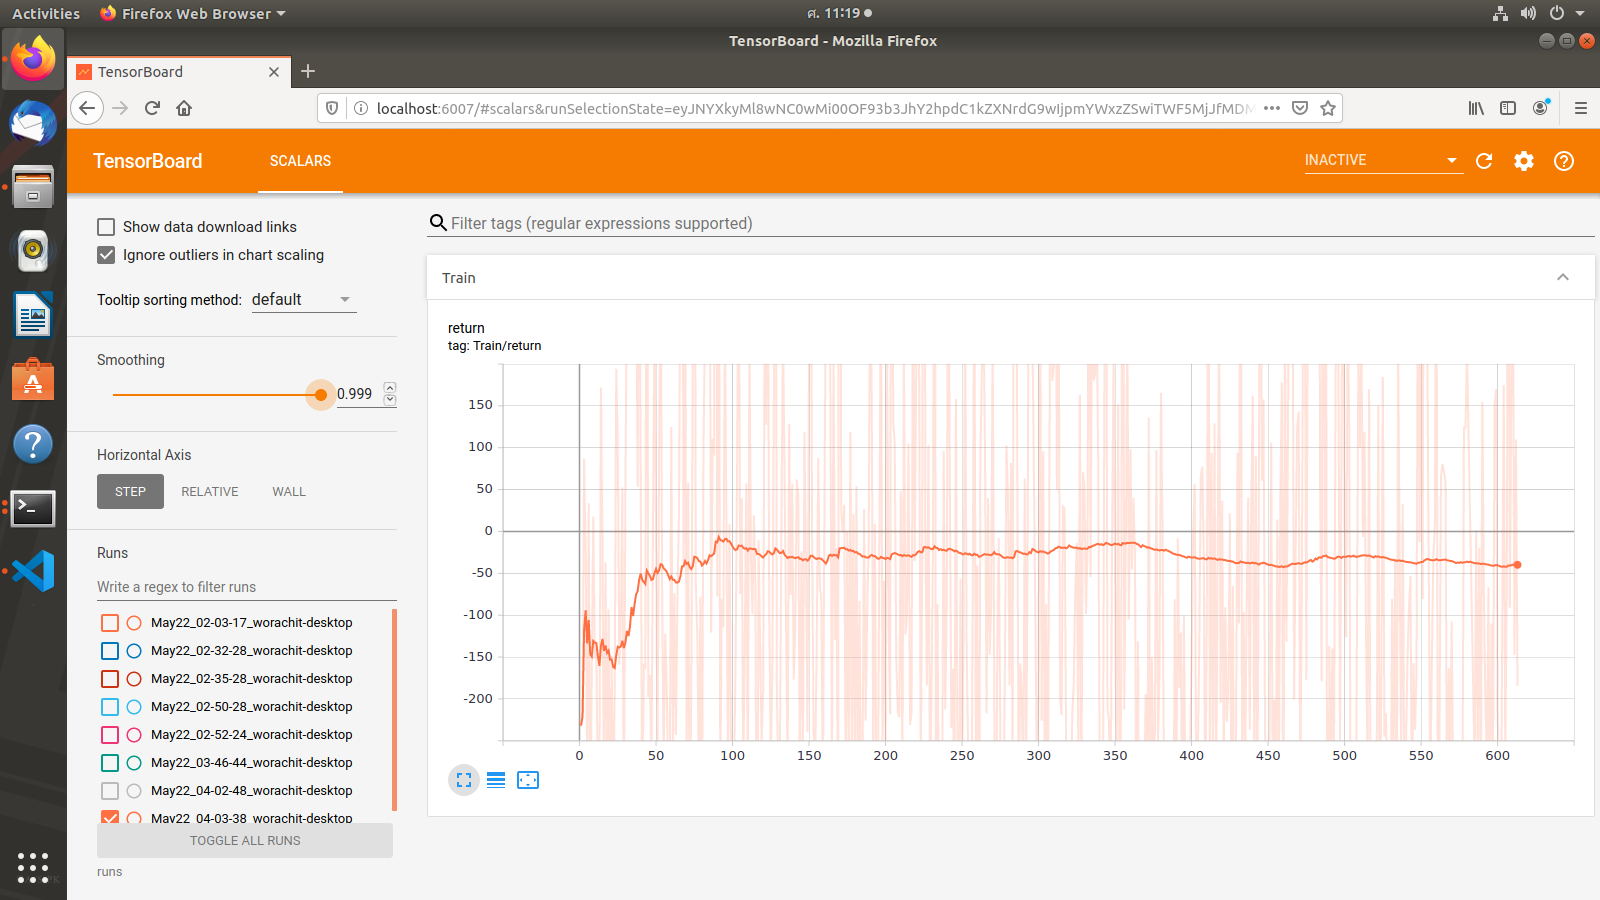 Activities Firefox Web Browser ศ. 11:19
TensorBoard - Mozilla Firefox
TensorBoard
localhost:6007/#scalars&runSelectionState=eyJNYXkyMl8wNC0wMi00OF93b3JhY2hpdC1kZXNrdG9wIjpmYWxzZSwiTWF5MjJfMDM
TensorBoard SCALARS INACTIVE
Show data download links
Ignore outliers in chart scaling
Tooltip sorting method: default
Smoothing
0.999
Horizontal Axis
STEP RELATIVE WALL
Runs
Write a regex to filter runs
May22_02-03-17_worachit-desktop
May22_02-32-28_worachit-desktop
May22_02-35-28_worachit-desktop
May22_02-50-28_worachit-desktop
May22_02-52-24_worachit-desktop
May22_03-46-44_worachit-desktop
May22_04-02-48_worachit-desktop
May22_04-03-38_worachit-desktop
TOGGLE ALL RUNS
runs
Filter tags (regular expressions supported)
Train
return
tag: Train/return
150
100
50
0
-50
-100
-150
-200
0 50 100 150 200 250 300 350 400 450 500 550 600